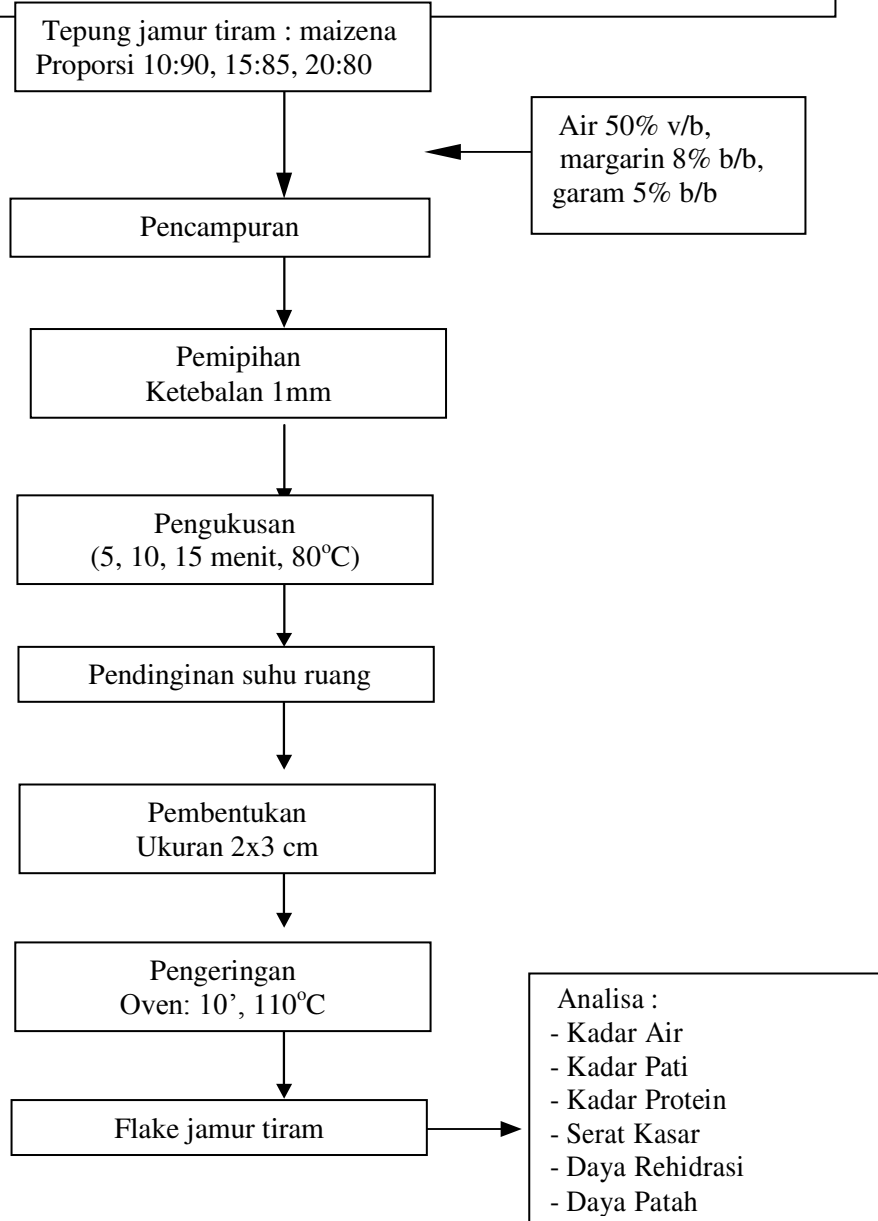 Tepung jamur tiram : maizena
Proporsi 10:90, 15:85, 20:80
Air 50% v/b,
margarin 8% b/b,
garam 5% b/b
Pencampuran
Pemipihan
Ketebalan 1mm
Pengukusan
(5, 10, 15 menit, 80°C)
Pendinginan suhu ruang
Pembentukan
Ukuran 2x3 cm
Pengeringan
Oven: 10’, 110°C
Flake jamur tiram
Analisa :
- Kadar Air
- Kadar Pati
- Kadar Protein
- Serat Kasar
- Daya Rehidrasi
- Daya Patah